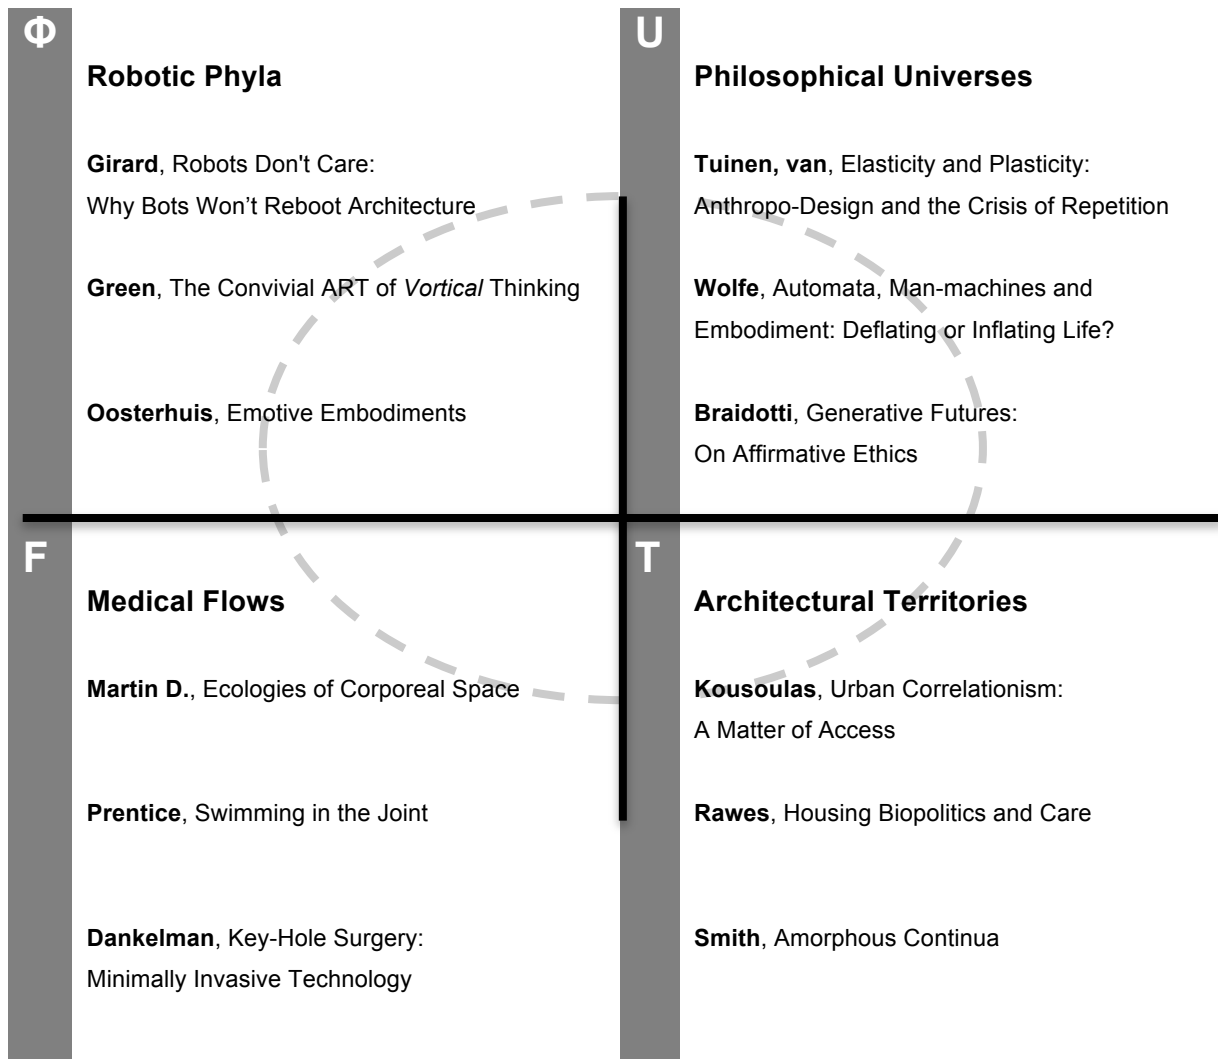 Φ
Robotic Phyla
Girard, Robots Don't Care:
Why Bots Won’t Reboot Architecture
Green, The Convivial ART of Vortical Thinking
Oosterhuis, Emotive Embodiments
U
Philosophical Universes
Tuinen, van, Elasticity and Plasticity:
Anthropo-Design and the Crisis of Repetition
Wolfe, Automata, Man-machines and
Embodiment: Deflating or Inflating Life?
Braidotti, Generative Futures:
On Affirmative Ethics
F
Medical Flows
Martin D., Ecologies of Corporeal Space
Prentice, Swimming in the Joint
Dankelman, Key-Hole Surgery:
Minimally Invasive Technology
T
Architectural Territories
Kousoulas, Urban Correlationism:
A Matter of Access
Rawes, Housing Biopolitics and Care
Smith, Amorphous Continua